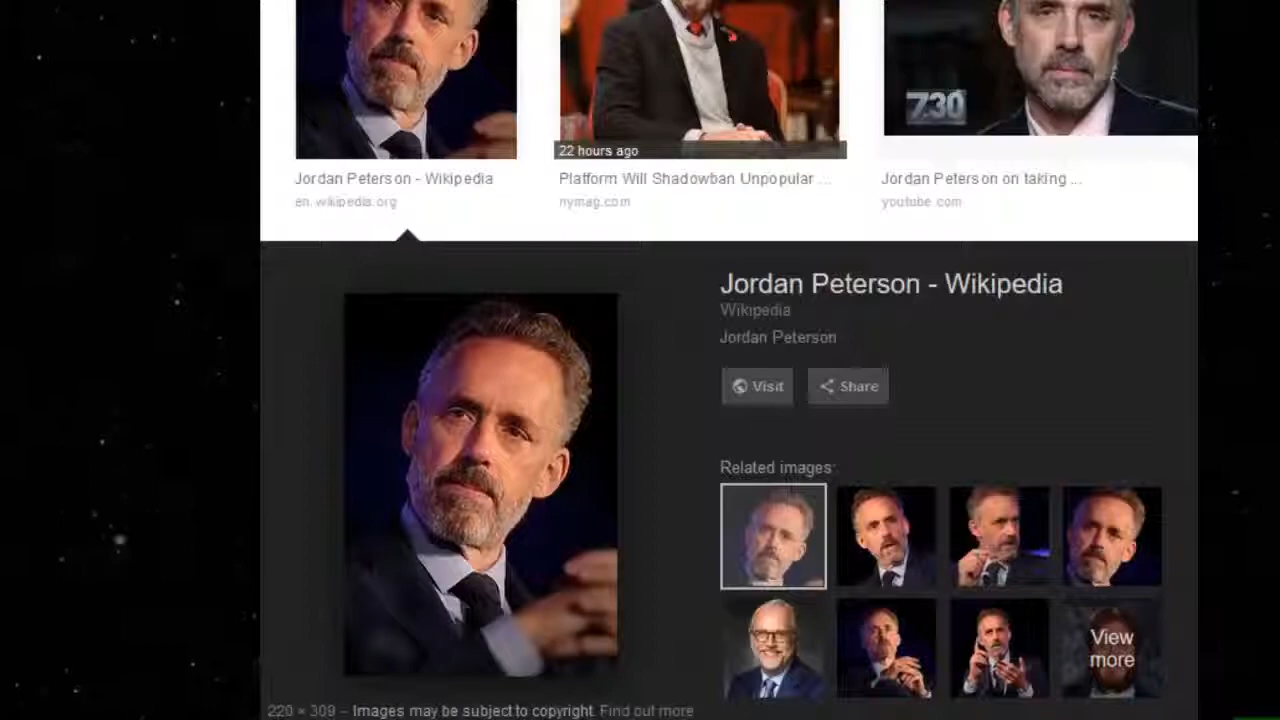 7.30
22 hours ago
Jordan Peterson - Wikipedia
en.wikipedia.org
Platform Will Shadowban Unpopular ...
nymag.com
Jordan Peterson on taking ...
youtube.com
Jordan Peterson - Wikipedia
Wikipedia
Jordan Peterson
Visit
Share
Related images:
View
more
220 × 309 - Images may be subject to copyright. Find out more